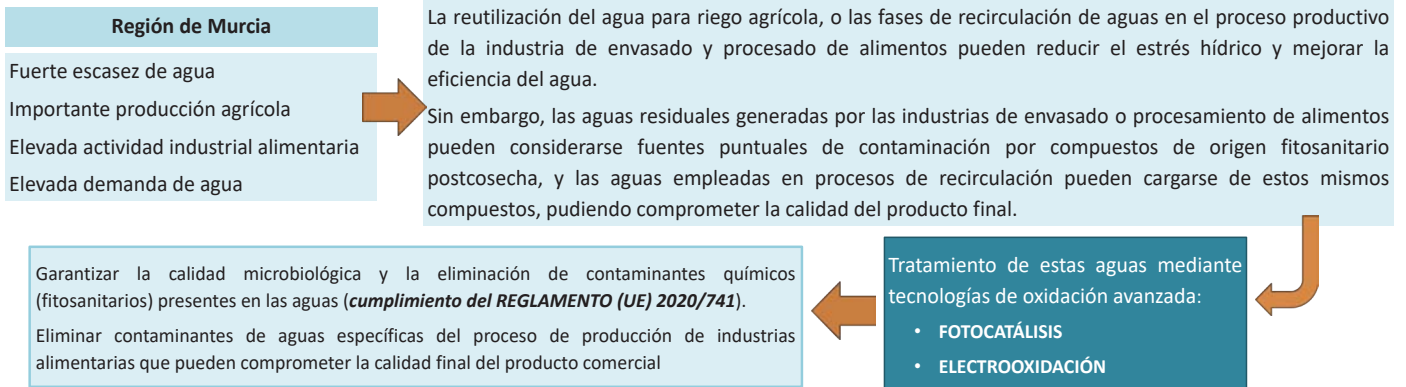 Región de Murcia
Fuerte escasez de agua
Importante producción agrícola
Elevada actividad industrial alimentaria
Elevada demanda de agua
La reutilización del agua para riego agrícola, o las fases de recirculación de aguas en el proceso productivo
de la industria de envasado y procesado de alimentos pueden reducir el estrés hídrico y mejorar la
eficiencia del agua.
Sin embargo, las aguas residuales generadas por las industrias de envasado o procesamiento de alimentos
pueden considerarse fuentes puntuales de contaminación por compuestos de origen fitosanitario
postcosecha, y las aguas empleadas en procesos de recirculación pueden cargarse de estos mismos
compuestos, pudiendo comprometer la calidad del producto final.
Tratamiento de estas aguas mediante
tecnologías de oxidación avanzada:
• FOTOCATÁLISIS
• ELECTROOXIDACIÓN
Garantizar la calidad microbiológica y la eliminación de contaminantes químicos
(fitosanitarios) presentes en las aguas (cumplimiento del REGLAMENTO (UE) 2020/741).
Eliminar contaminantes de aguas específicas del proceso de producción de industrias
alimentarias que pueden comprometer la calidad final del producto comercial